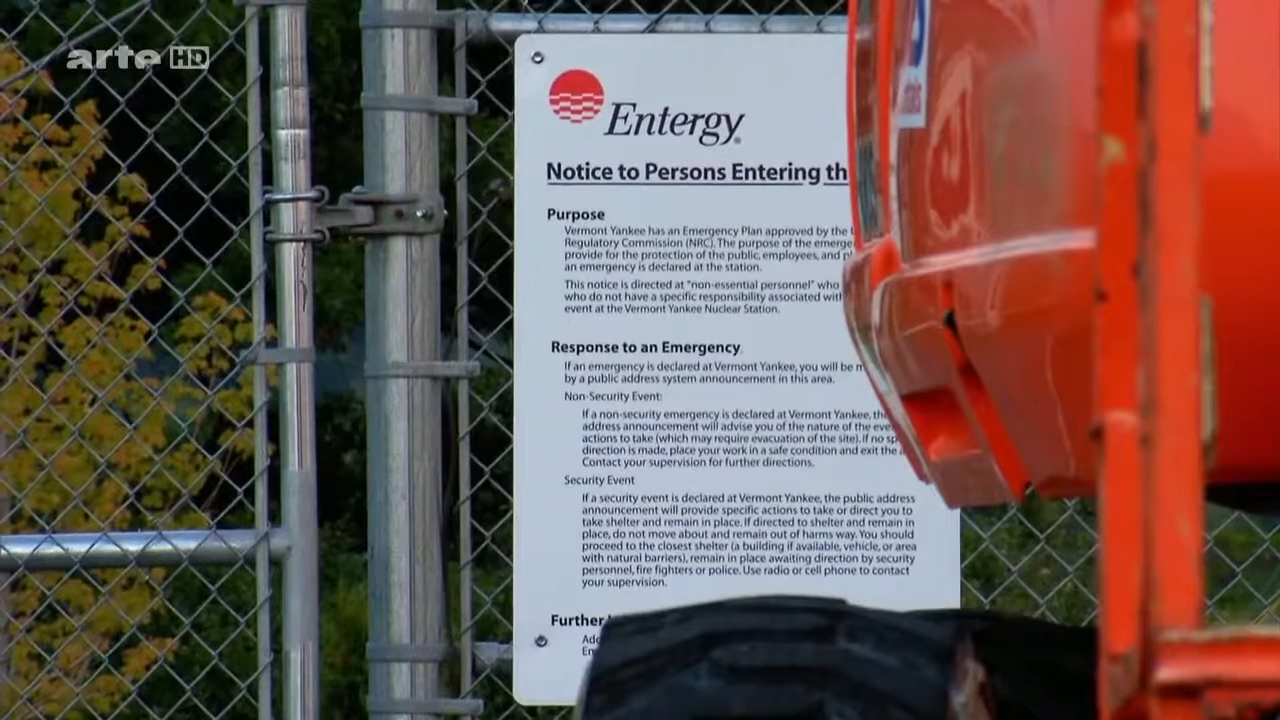 arte HD
Entergy
Notice to Persons Entering th
Purpose
Vermont Yankee has an Emergency Plan approved by the
Regulatory Commission (NRC). The purpose of the emerge
provide for the protection of the public, employees, and
an emergency is declared at the station.
This notice is directed at "non-essential personnel" who
who do not have a specific responsibility associated with
event at the Vermont Yankee Nuclear Station.
Response to an Emergency
If an emergency is declared at Vermont Yankee, you will be
by a public address system announcement in this area.
Non-Security Event:
If a non-security emergency is declared at Vermont Yankee, the
address announcement will advise you of the nature of the eve
actions to take (which may require evacuation of the site). If no sp
direction is made, place your work in a safe condition and exit the
Contact your supervision for further directions.
Security Event
If a security event is declared at Vermont Yankee, the public address
announcement will provide specific actions to take or direct you to
take shelter and remain in place. If directed to shelter and remain in
place, do not move about and remain out of harms way. You should
proceed to the closest shelter (a building if available, vehicle, or area
with natural barriers), remain in place awaiting direction by security
personnel, fire fighters or police. Use radio or cell phone to contact
your supervision.
Further
Add
En